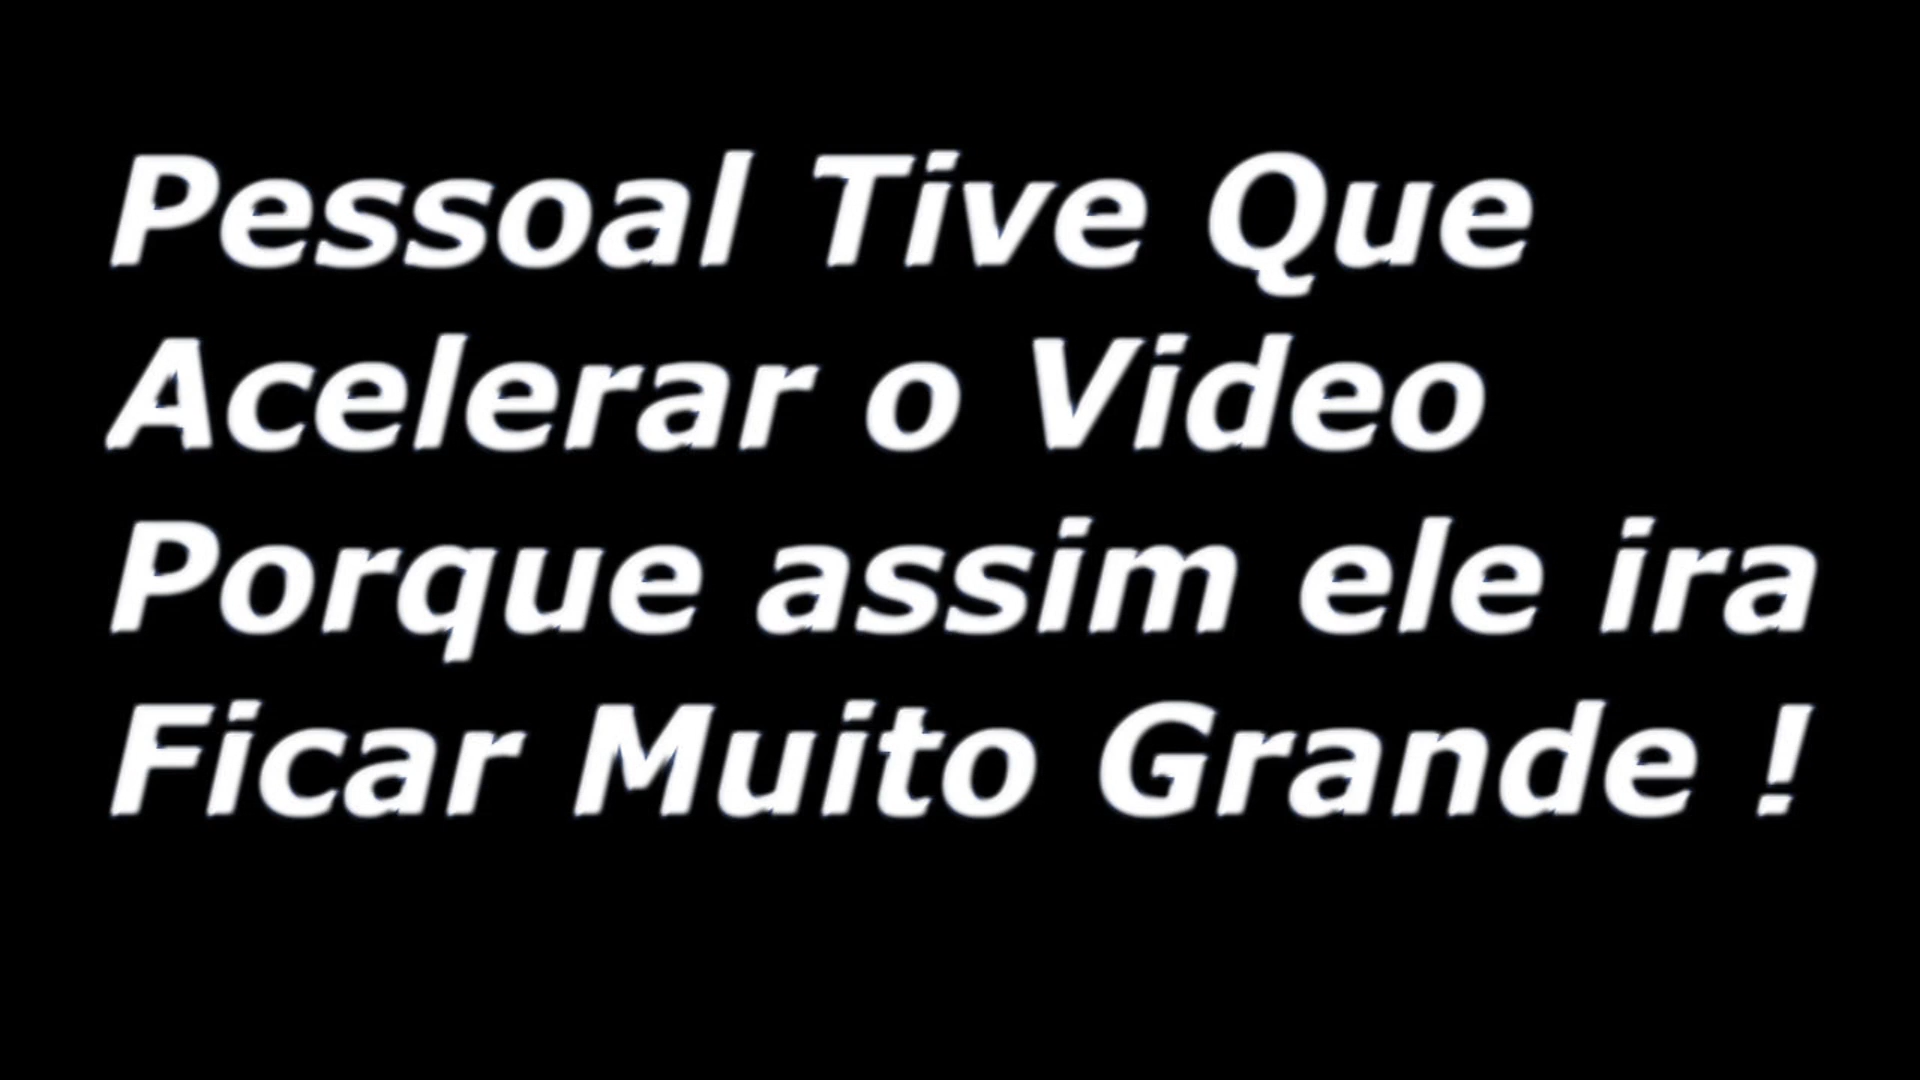 Pessoal Tive Que
Acelerar o Video
Porque assim ele ira
Ficar Muito Grande !